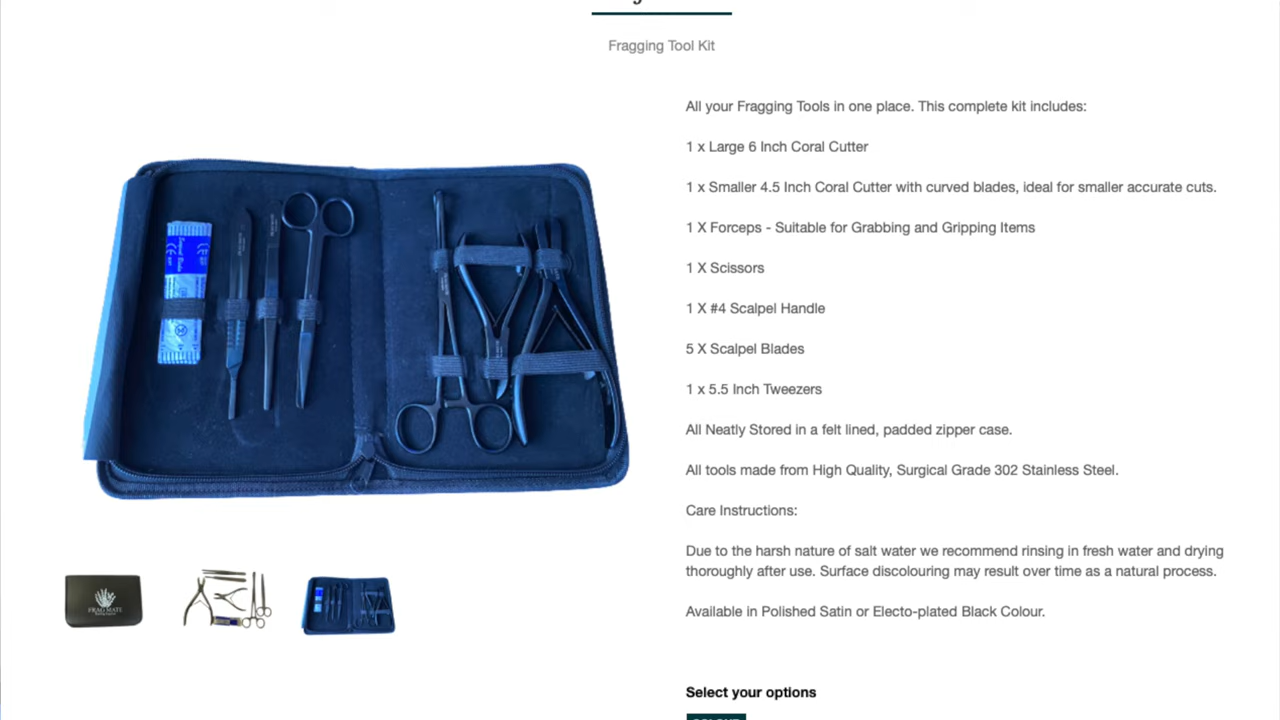 Fragging Tool Kit
All your Fragging Tools in one place. This complete kit includes:
1 x Large 6 Inch Coral Cutter
1 x Smaller 4.5 Inch Coral Cutter with curved blades, ideal for smaller accurate cuts.
1 X Forceps - Suitable for Grabbing and Gripping Items
1 X Scissors
1 X #4 Scalpel Handle
5 X Scalpel Blades
1 x 5.5 Inch Tweezers
All Neatly Stored in a felt lined, padded zipper case.
All tools made from High Quality, Surgical Grade 302 Stainless Steel.
Care Instructions:
Due to the harsh nature of salt water we recommend rinsing in fresh water and drying
thoroughly after use. Surface discolouring may result over time as a natural process.
Available in Polished Satin or Electo-plated Black Colour.
Select your options